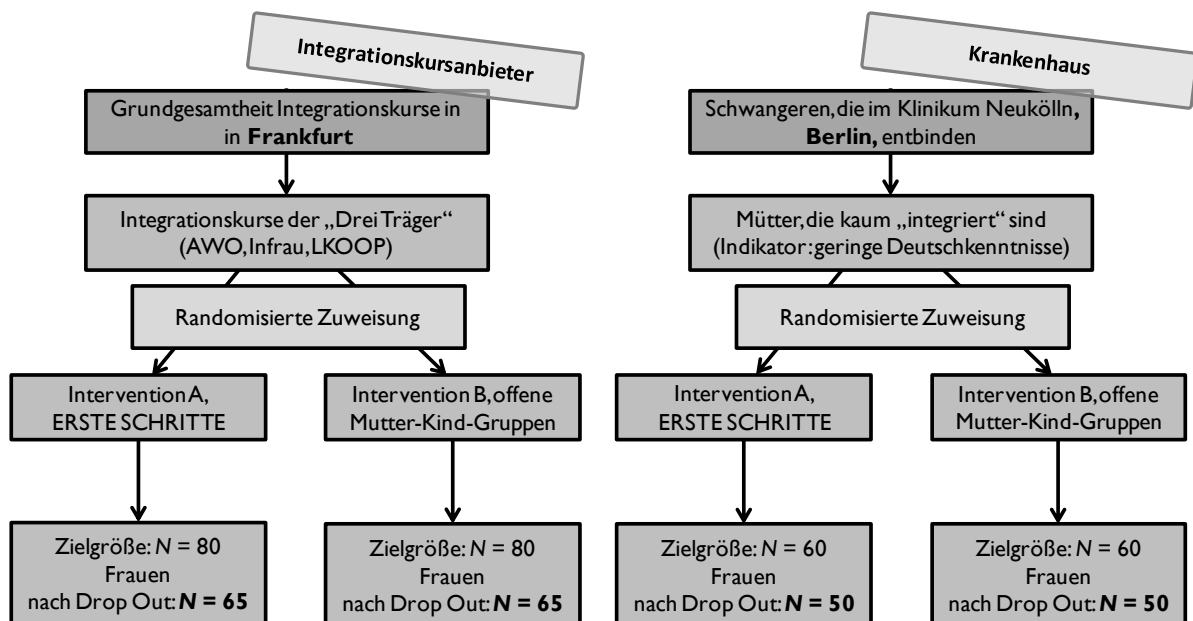 Integrationskursanbieter
Grundgesamtheit Integrationskurse in
in Frankfurt
Integrationskurse der „Drei Träger“
(AWO, Infrau, LKOOP)
Randomisierte Zuweisung
Intervention A,
ERSTE SCHRITTE
Intervention B, offene
Mutter-Kind-Gruppen
Zielgröße: N = 80
Frauen
nach Drop Out: N = 65
Zielgröße: N = 80
Frauen
nach Drop Out: N = 65
Krankenhaus
Schwangeren, die im Klinikum Neukölln,
Berlin, entbinden
Mütter, die kaum „integriert“ sind
(Indikator: geringe Deutschkenntnisse)
Randomisierte Zuweisung
Intervention A,
ERSTE SCHRITTE
Intervention B, offene
Mutter-Kind-Gruppen
Zielgröße: N = 60
Frauen
nach Drop Out: N = 50
Zielgröße: N = 60
Frauen
nach Drop Out: N = 50